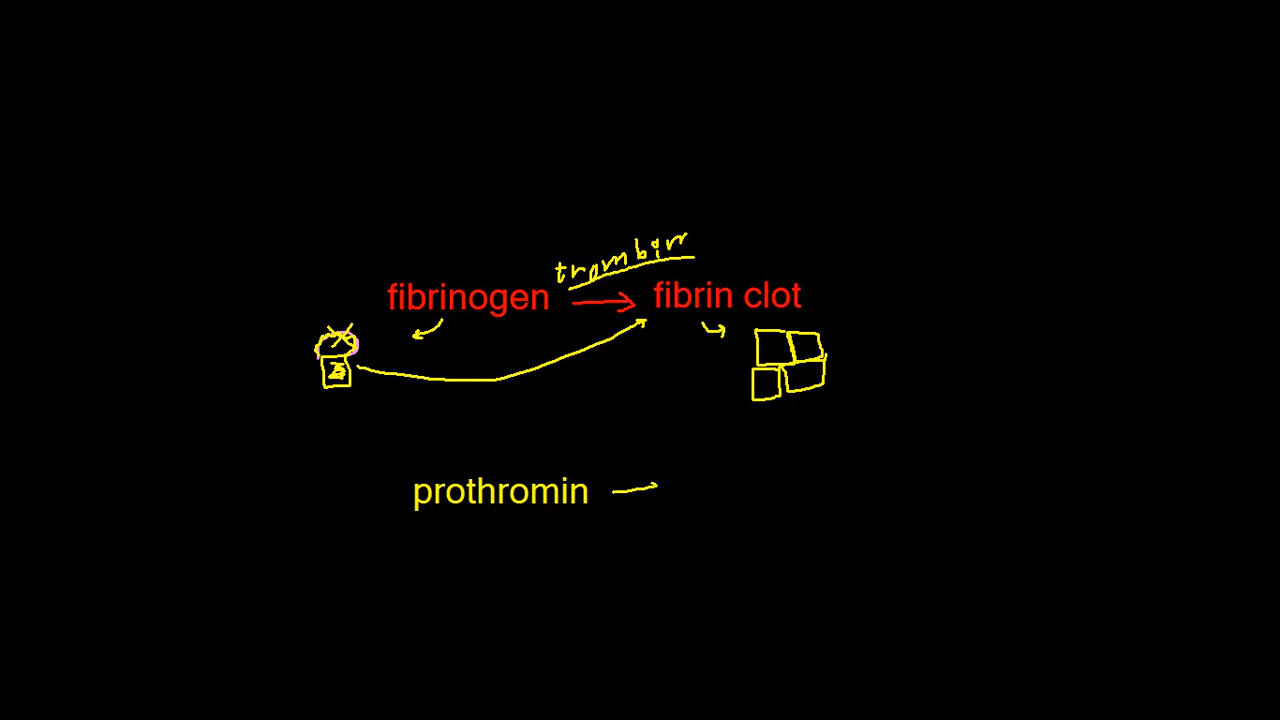 trombin
fibrinogen → fibrin clot
prothromin